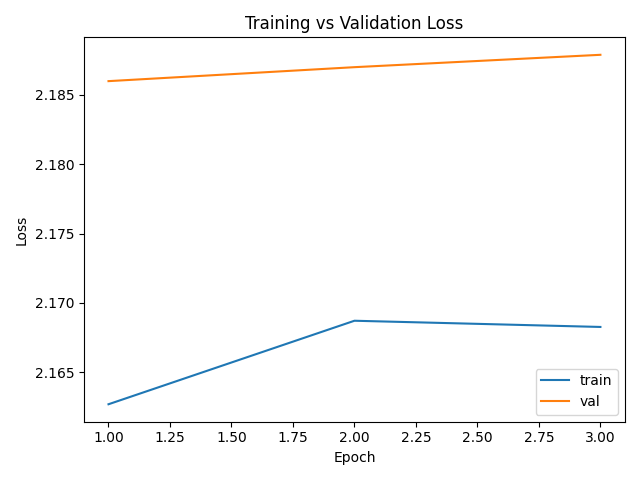 Training vs Validation Loss
Loss
2.185
2.180
2.175
2.170
2.165
train
val
1.00 1.25 1.50 1.75 2.00 2.25 2.50 2.75 3.00
Epoch